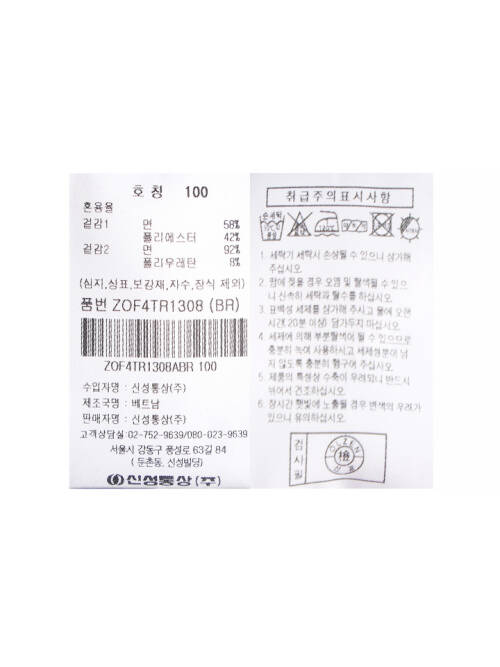 호 칭 100
혼용율
겉감1 면 58%
폴리에스터 42%
겉감2 면 92%
폴리우레탄 8%
(심지,싱표,보강재,자수,장식 제외)
품번 ZOF4TR1308 (BR)
ZOF4TR1308ABR 100
수입자명 : 신성통상(주)
제조국명 : 베트남
판매자명 : 신성통상(주)
고객상담실: 02-752-9639/080-023-9639
서울시 강동구 풍성로 63길 84
( 둔촌동, 신성빌딩)
신성통상(주)
취급주의표시사항
1. 세탁기 세탁시 손상될 수 있으니 삼가해
주십시오.
2. 땀에 젖을 경우 오염 및 탈색될 수 있으
니 신속히 세탁과 탈수를 하십시오.
3. 표백성 세제를 삼가해 주시고 물에 오랜
시간(20분 이상) 담가두지 마십시오.
4. 세제에 의해 부분탈색이 될 수 있으므로
충분히 녹여 사용하시고 세제성분이 남
지 않도록 충분히 헹구어 주십시오.
5. 제품의 특성상 수축이 우려되니 반드시
뉘어서 건조하십시오.
6. 장시간 햇빛에 노출될 경우 변색의 우려가
있으니 유의하십시오.
검사필
OLZEN
檢